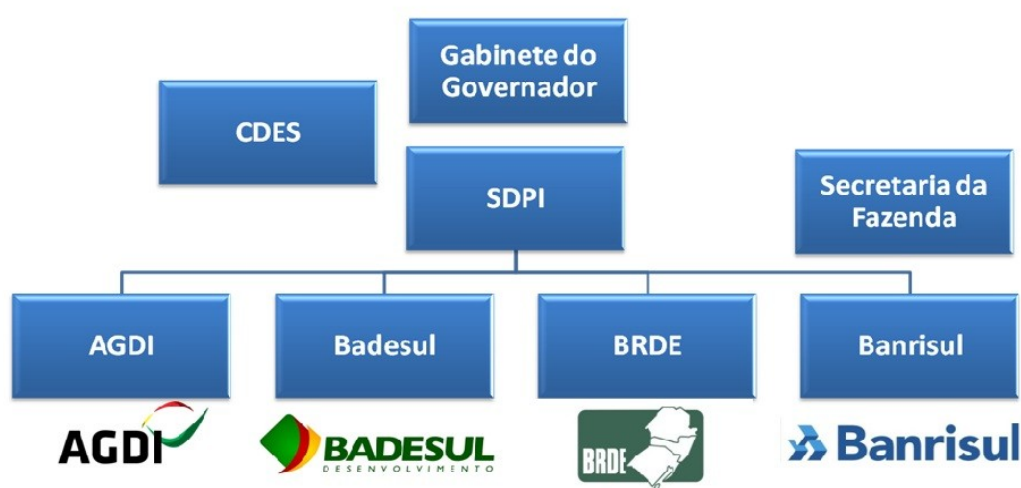 Gabinete do
Governador
CDES
SDPI
Secretaria da
Fazenda
AGDI
Badesul
BRDE
Banrisul
AGDI
BADESUL
DESENVOLVIMENTO
BRDE
Banrisul